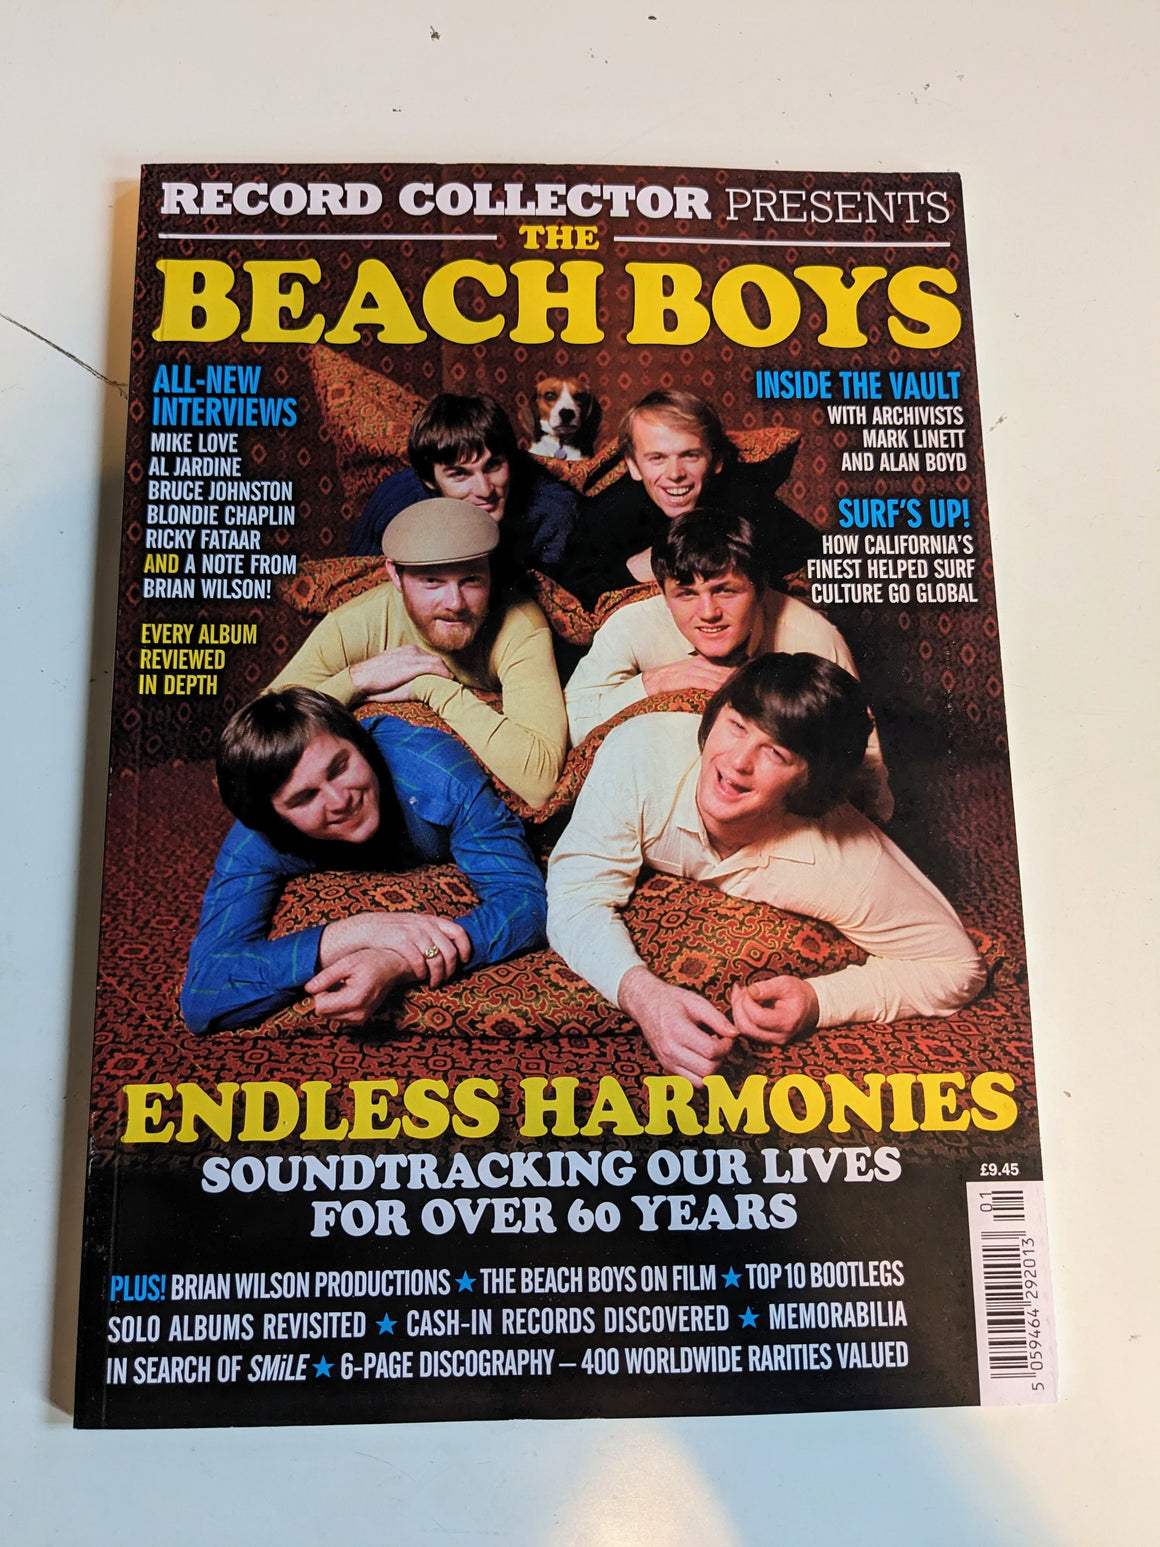 RECORD COLLECTOR PRESENTS
THE
BEACH BOYS
ALL-NEW
INTERVIEWS
MIKE LOVE
AL JARDINE
BRUCE JOHNSTON
BLONDIE CHAPLIN
RICKY FATAAR
AND A NOTE FROM
BRIAN WILSON!
EVERY ALBUM
REVIEWED
IN DEPTH
INSIDE THE VAULT
WITH ARCHIVISTS
MARK LINETT
AND ALAN BOYD
SURF'S UP!
HOW CALIFORNIA'S
FINEST HELPED SURF
CULTURE GO GLOBAL
ENDLESS HARMONIES
SOUNDTRACKING OUR LIVES
FOR OVER 60 YEARS
PLUS! BRIAN WILSON PRODUCTIONS ★ THE BEACH BOYS ON FILM ★ TOP 10 BOOTLEGS
SOLO ALBUMS REVISITED ★ CASH-IN RECORDS DISCOVERED ★ MEMORABILIA
IN SEARCH OF SMiLE ★ 6-PAGE DISCOGRAPHY – 400 WORLDWIDE RARITIES VALUED
£9.45
01
5 059464 292013